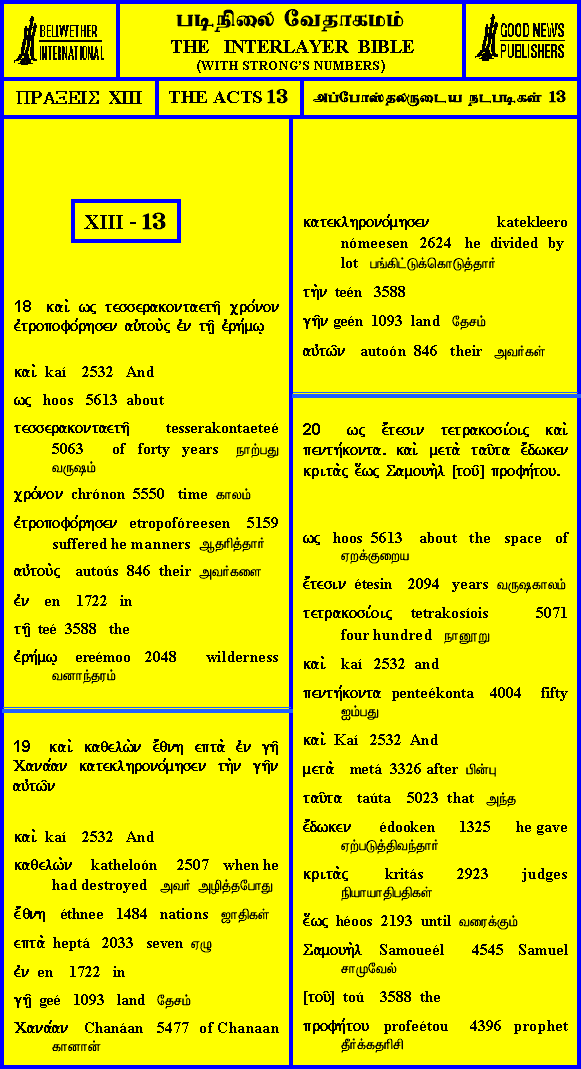 BELLWETHER
INTERNATIONAL
படிநிலை வேதாகமம்
THE INTERLAYER BIBLE
(WITH STRONG'S NUMBERS)
GOOD NEWS
PUBLISHERS
ΠΡΑΞΕΙΣ XIII
THE ACTS 13
அப்போஸ்தலருடைய நடபடிகள் 13
XIII - 13
18 καὶ ως τεσσερακονταετῆ χρόνον
ἐτροποφόρησεν αὐτοὺς ἐν τῇ ἐρήμῳ
καὶ kaí 2532 And
ως hoos 5613 about
τεσσερακονταετῆ tesserakontaeteé
5063 of forty years நாற்பது
வருஷம்
χρόνον chrónon 5550 time காலம்
ἐτροποφόρησεν etropofóreesen 5159
suffered he manners ஆதரித்தார்
αὐτοὺς autoús 846 their அவர்களை
ἐν en 1722 in
τῇ teé 3588 the
ἐρήμῳ ereémoo 2048 wilderness
வனாந்தரம்
19 καὶ καθελὼν ἔθνη επτὰ ἐν γῇ
Χανάαν κατεκληρονόμησεν τὴν γῆν
αὐτῶν
καὶ kaí 2532 And
καθελὼν katheloón 2507 when he
had destroyed அவர் அழித்தபோது
ἔθνη éthnee 1484 nations ஜாதிகள்
επτὰ heptá 2033 seven ஏழு
ἐν en 1722 in
γῇ geé 1093 land தேசம்
Χανάαν Chanáan 5477 of Chanaan
கானான்
κατεκληρονόμησεν katekleero
nómeesen 2624 he divided by
lot பங்கிட்டுக்கொடுத்தார்
τὴν teén 3588
γῆν geén 1093 land தேசம்
αὐτῶν autoón 846 their அவர்கள்
20 ως ἔτεσιν τετρακοσίοις καὶ
πεντήκοντα. καὶ μετὰ ταῦτα ἔδωκεν
κριτὰς ἕως Σαμουὴλ [τοῦ] προφήτου.
ως hoos 5613 about the space of
ஏறக்குறைய
ἔτεσιν étesin 2094 years வருஷகாலம்
τετρακοσίοις tetrakosíois 5071
four hundred நானூறு
καὶ kaí 2532 and
πεντήκοντα penteékonta 4004 fifty
ஐம்பது
καὶ Kaí 2532 And
μετὰ metá 3326 after பின்பு
ταῦτα taúta 5023 that அந்த
ἔδωκεν édooken 1325 he gave
ஏற்படுத்திவந்தார்
κριτὰς kritás 2923 judges
நியாயாதிபதிகள்
ἕως héoos 2193 until வரைக்கும்
Σαμουὴλ Samoueél 4545 Samuel
சாமுவேல்
[τοῦ] toú 3588 the
προφήτου profeétou 4396 prophet
தீர்க்கதரிசி